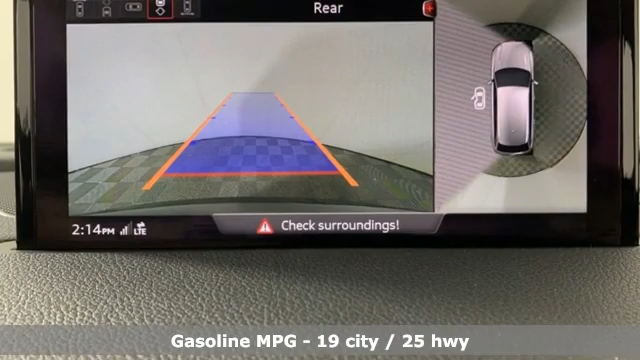 Rear
2:14PM LTE
Check surroundings!
Gasoline MPG - 19 city / 25 hwy